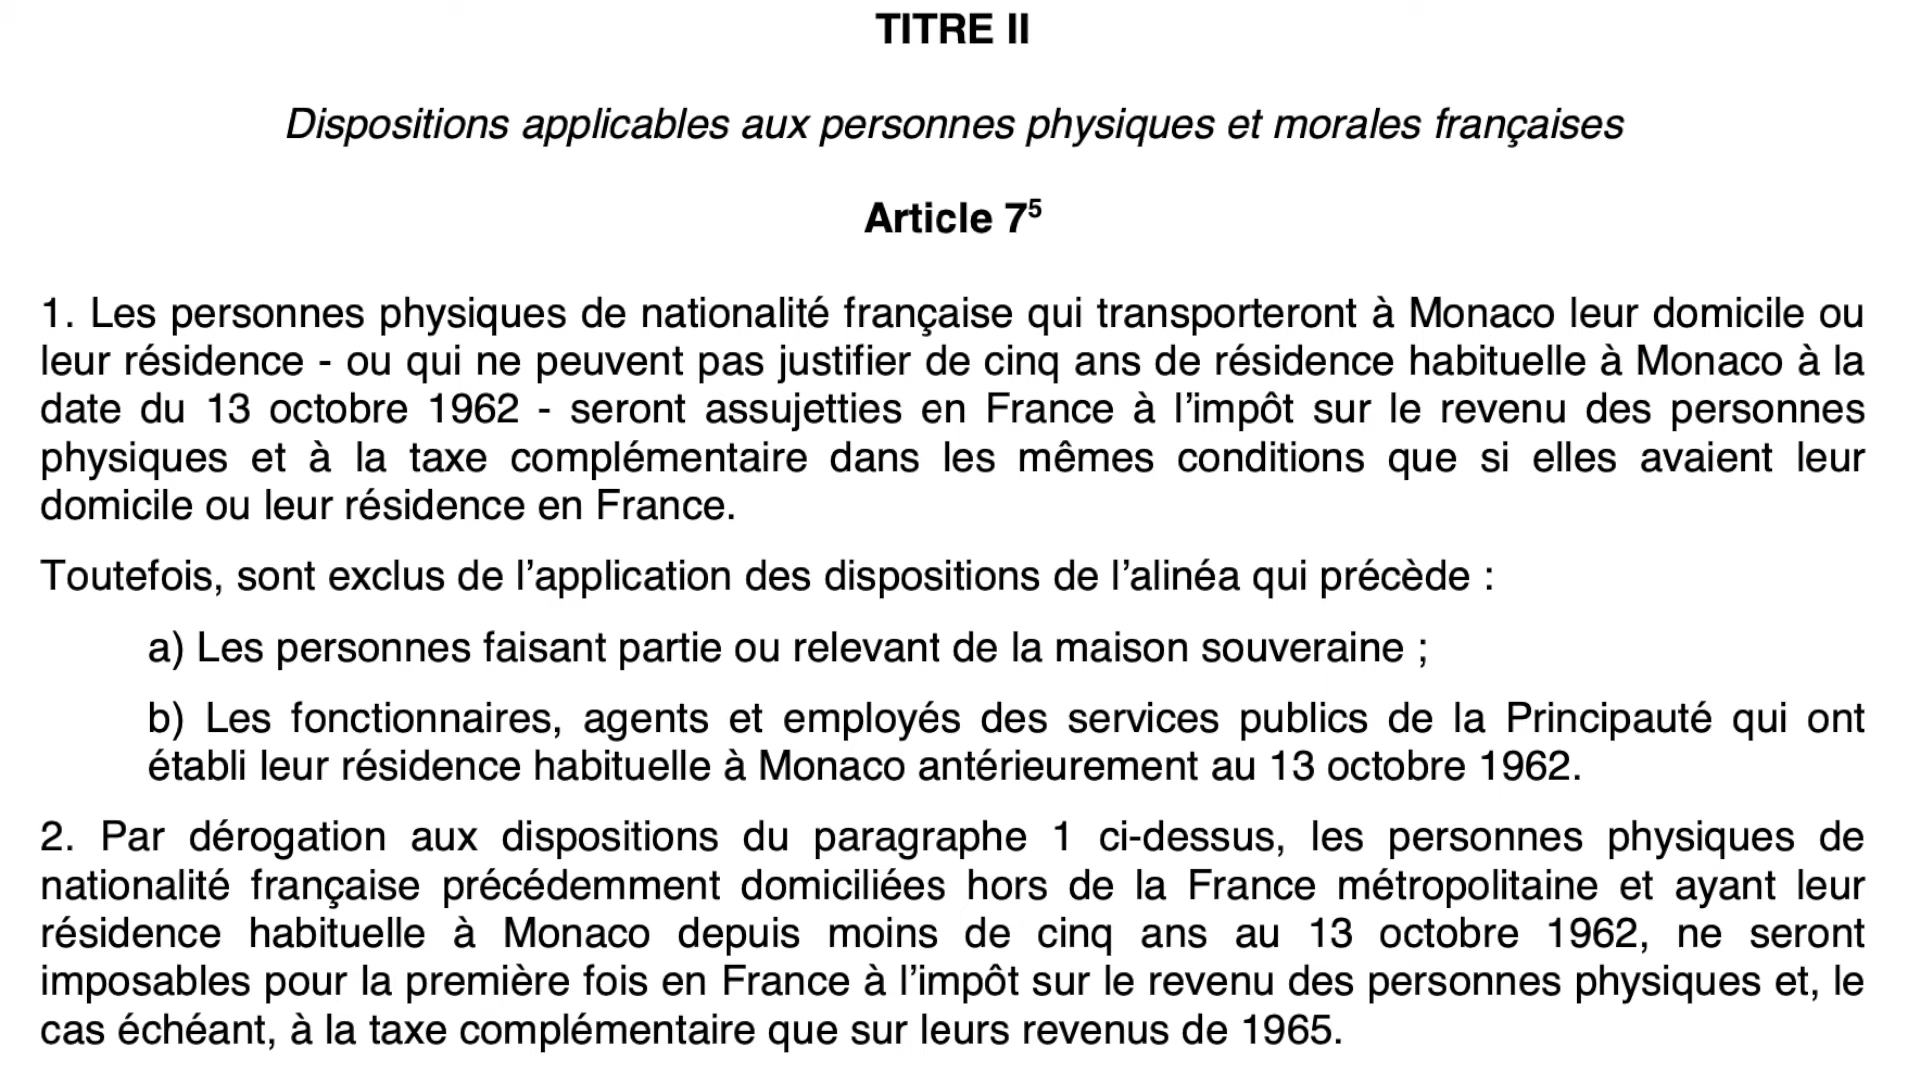 TITRE II
Dispositions applicables aux personnes physiques et morales françaises
Article 7⁵
1. Les personnes physiques de nationalité française qui transporteront à Monaco leur domicile ou
leur résidence - ou qui ne peuvent pas justifier de cinq ans de résidence habituelle à Monaco à la
date du 13 octobre 1962 - seront assujetties en France à l’impôt sur le revenu des personnes
physiques et à la taxe complémentaire dans les mêmes conditions que si elles avaient leur
domicile ou leur résidence en France.
Toutefois, sont exclus de l’application des dispositions de l’alinéa qui précède :
a) Les personnes faisant partie ou relevant de la maison souveraine ;
b) Les fonctionnaires, agents et employés des services publics de la Principauté qui ont
établi leur résidence habituelle à Monaco antérieurement au 13 octobre 1962.
2. Par dérogation aux dispositions du paragraphe 1 ci-dessus, les personnes physiques de
nationalité française précédemment domiciliées hors de la France métropolitaine et ayant leur
résidence habituelle à Monaco depuis moins de cinq ans au 13 octobre 1962, ne seront
imposables pour la première fois en France à l’impôt sur le revenu des personnes physiques et, le
cas échéant, à la taxe complémentaire que sur leurs revenus de 1965.